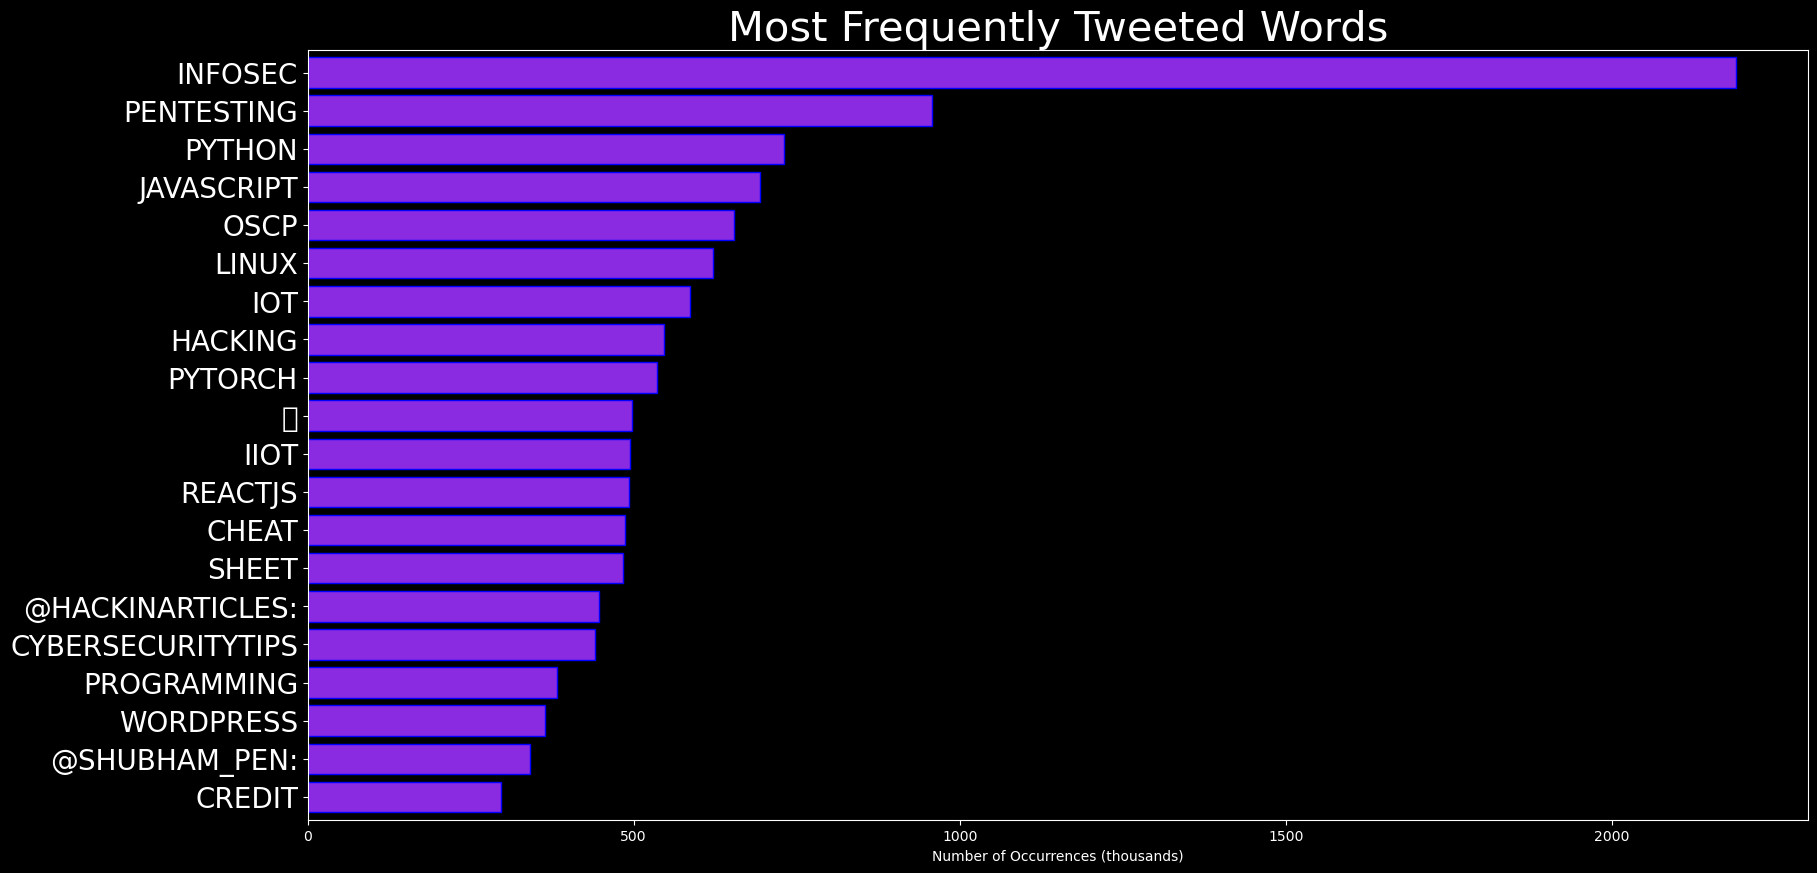 Most Frequently Tweeted Words
INFOSEC
PENTESTING
PYTHON
JAVASCRIPT
OSCP
LINUX
IOT
HACKING
PYTORCH
IIOT
REACTJS
CHEAT
SHEET
@HACKINARTICLES:
CYBERSECURITYTIPS
PROGRAMMING
WORDPRESS
@SHUBHAM_PEN:
CREDIT
0 500 1000 1500 2000
Number of Occurrences (thousands)